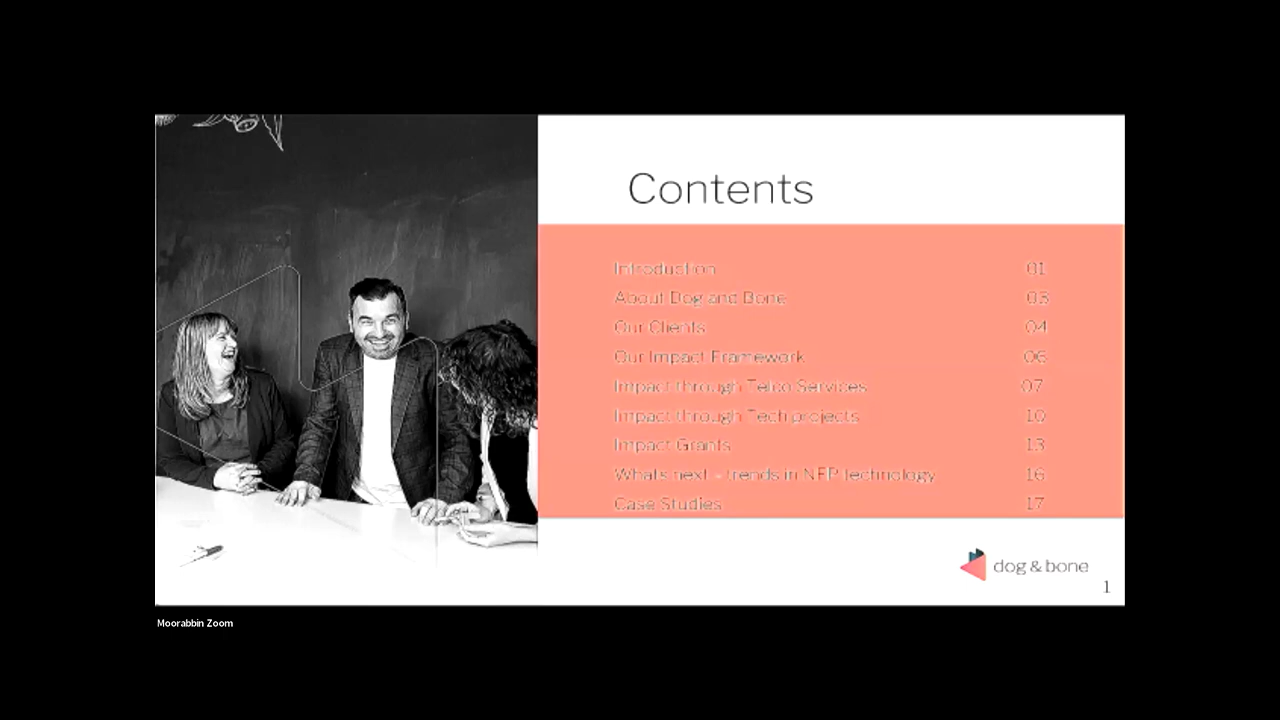 Contents
Introduction 01
About Dog and Bone 03
Our Clients 04
Our Impact Framework 06
Impact through Telco Services 07
Impact through Tech projects 10
Impact Grants 13
Whats next - trends in NFP technology 16
Case Studies 17
dog & bone
1
Moorabbin Zoom